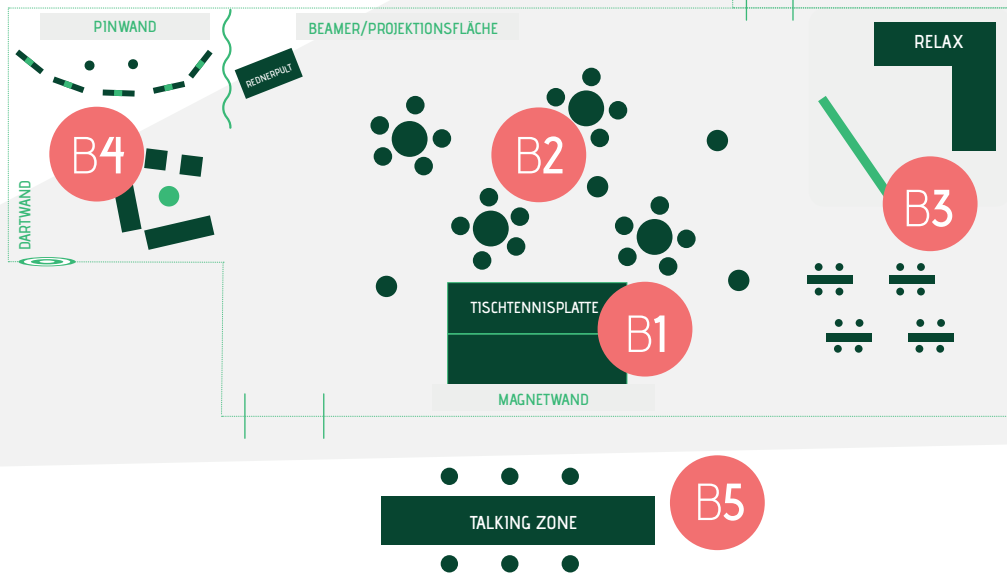 PINWAND
BEAMER/PROJEKTIONSFLÄCHE
RELAX
REDNERPULT
B4
B2
B3
DARTWAND
TISCHTENNISPLATTE
B1
MAGNETWAND
B5
TALKING ZONE